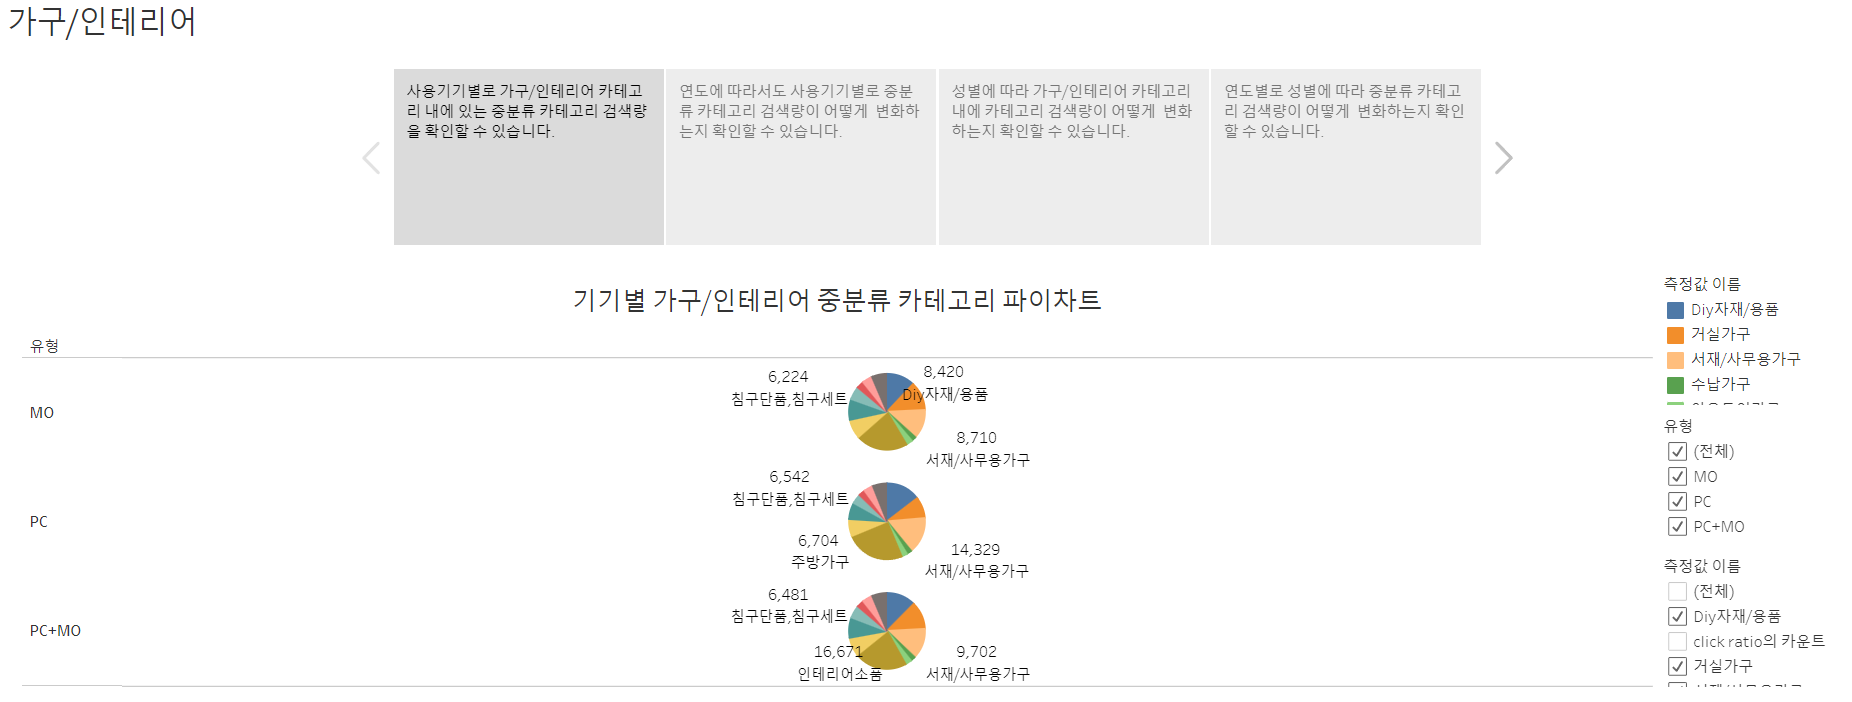 가구/인테리어
사용기기별로 가구/인테리어 카테고
리 내에 있는 중분류 카테고리 검색량
을 확인할 수 있습니다.
연도에 따라서도 사용기기별로 중분
류 카테고리 검색량이 어떻게 변화하
는지 확인할 수 있습니다.
성별에 따라 가구/인테리어 카테고리
내에 카테고리 검색량이 어떻게 변화
하는지 확인할 수 있습니다.
연도별로 성별에 따라 중분류 카테고
리 검색량이 어떻게 변화하는지 확인
할 수 있습니다.
기기별 가구/인테리어 중분류 카테고리 파이차트
유형
MO
6,224
침구단품,침구세트
8,420
Diy자재/용품
8,710
서재/사무용가구
PC
6,542
침구단품,침구세트
6,704
주방가구
14,329
서재/사무용가구
PC+MO
6,481
침구단품,침구세트
16,671
인테리어소품
9,702
서재/사무용가구
측정값 이름
Diy자재/용품
거실가구
서재/사무용가구
수납가구
유형
(전체)
MO
PC
PC+MO
측정값 이름
(전체)
Diy자재/용품
click ratio의 카운트
거실가구